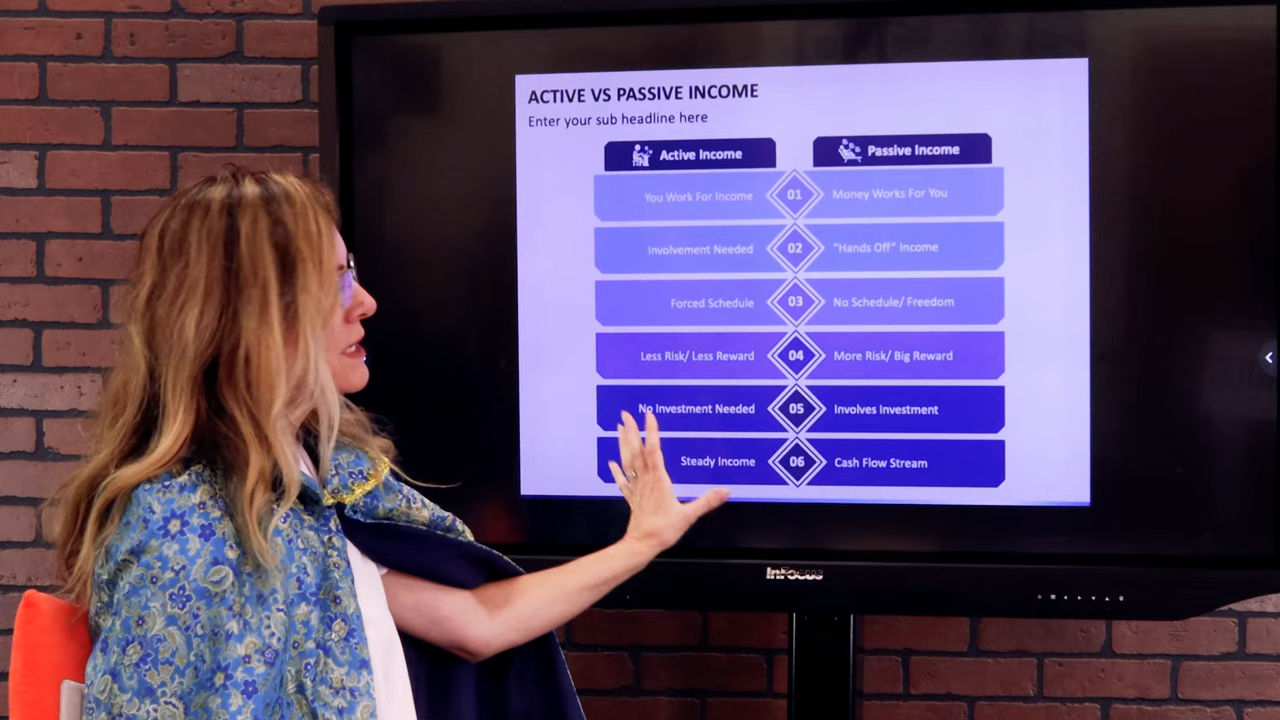 ACTIVE VS PASSIVE INCOME
Enter your sub headline here
Active Income
Passive Income
You Work For Income 01 Money Works For You
Involvement Needed 02 "Hands Off" Income
Forced Schedule 03 No Schedule/ Freedom
Less Risk/ Less Reward 04 More Risk/ Big Reward
No Investment Needed 05 Involves Investment
Steady Income 06 Cash Flow Stream
InFocus